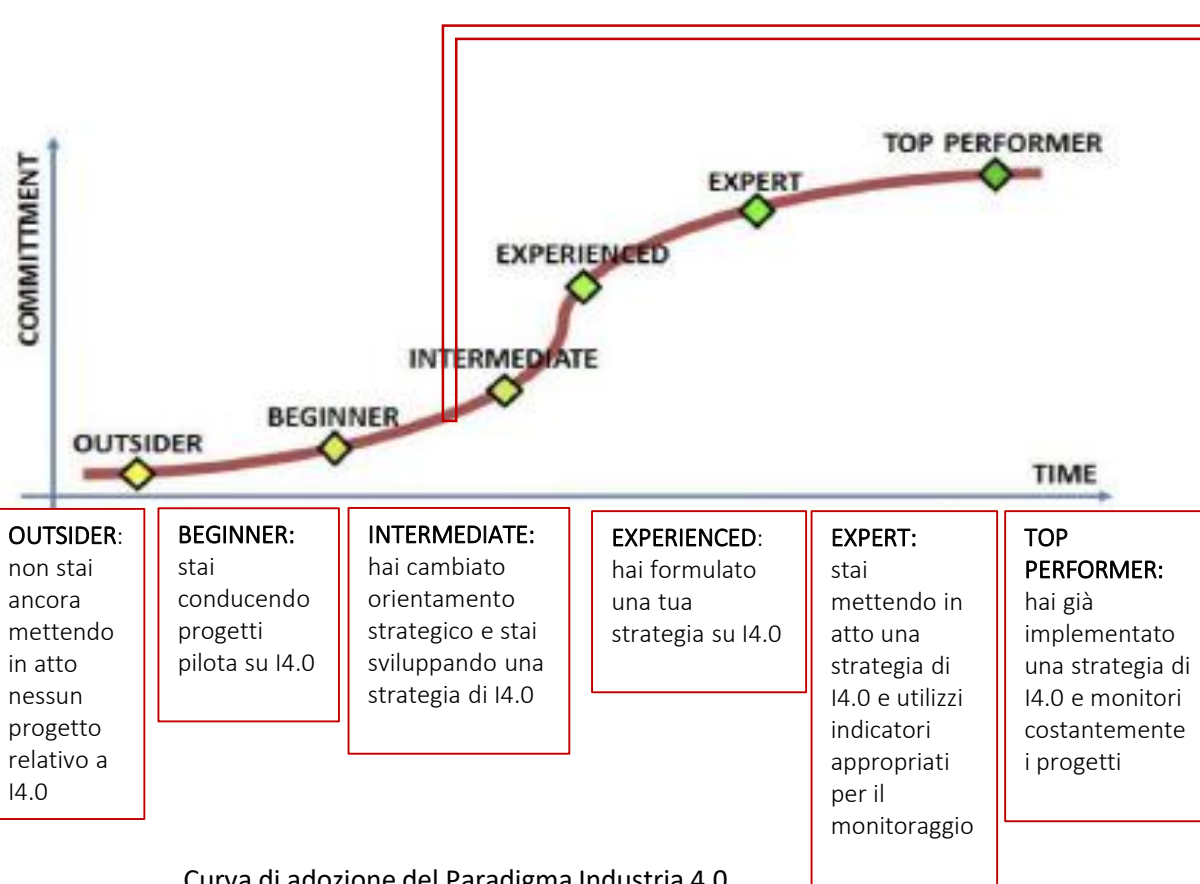 TOP PERFORMER
EXPERT
EXPERIENCED
INTERMEDIATE
BEGINNER
OUTSIDER
COMMITTMENT
TIME
OUTSIDER:
non stai
ancora
mettendo
in atto
nessun
progetto
relativo a
I4.0
BEGINNER:
stai
conducendo
progetti
pilota su I4.0
INTERMEDIATE:
hai cambiato
orientamento
strategico e stai
sviluppando una
strategia di I4.0
EXPERIENCED:
hai formulato
una tua
strategia su I4.0
EXPERT:
stai
mettendo in
atto una
strategia di
I4.0 e utilizzi
indicatori
appropriati
per il
monitoraggio
TOP
PERFORMER:
hai già
implementato
una strategia di
I4.0 e monitori
costantemente
i progetti
Curva di adozione del Paradigma Industria 4.0